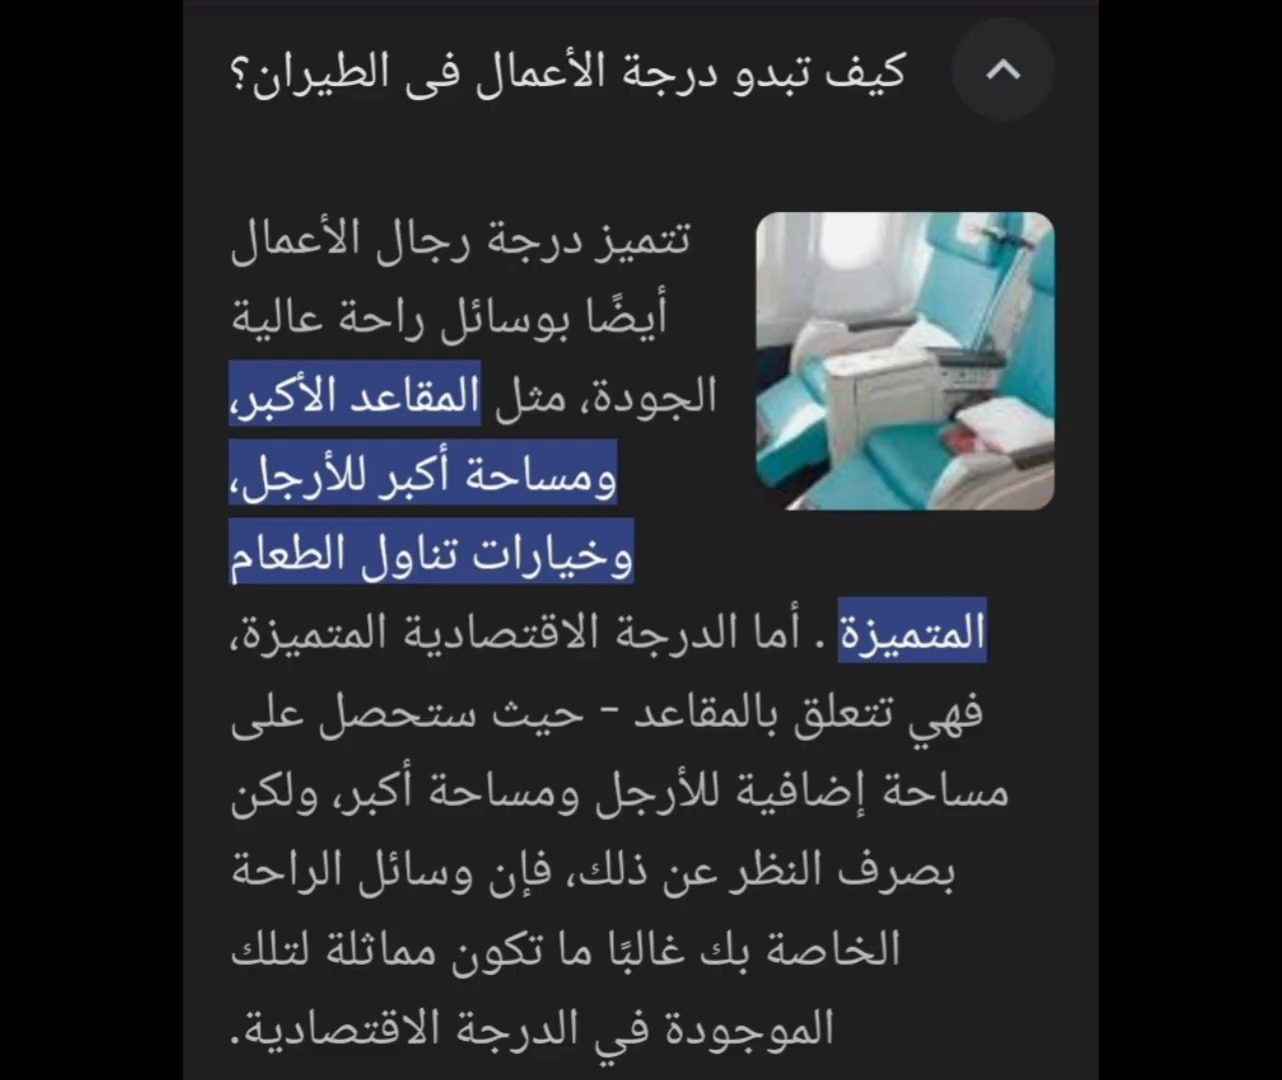 كيف تبدو درجة الأعمال فى الطيران؟
تتميز درجة رجال الأعمال
أيضًا بوسائل راحة عالية
الجودة، مثل المقاعد الأكبر،
ومساحة أكبر للأرجل،
وخيارات تناول الطعام
المتميزة . أما الدرجة الاقتصادية المتميزة،
فهي تتعلق بالمقاعد - حيث ستحصل على
مساحة إضافية للأرجل ومساحة أكبر، ولكن
بصرف النظر عن ذلك، فإن وسائل الراحة
الخاصة بك غالبًا ما تكون مماثلة لتلك
الموجودة في الدرجة الاقتصادية.